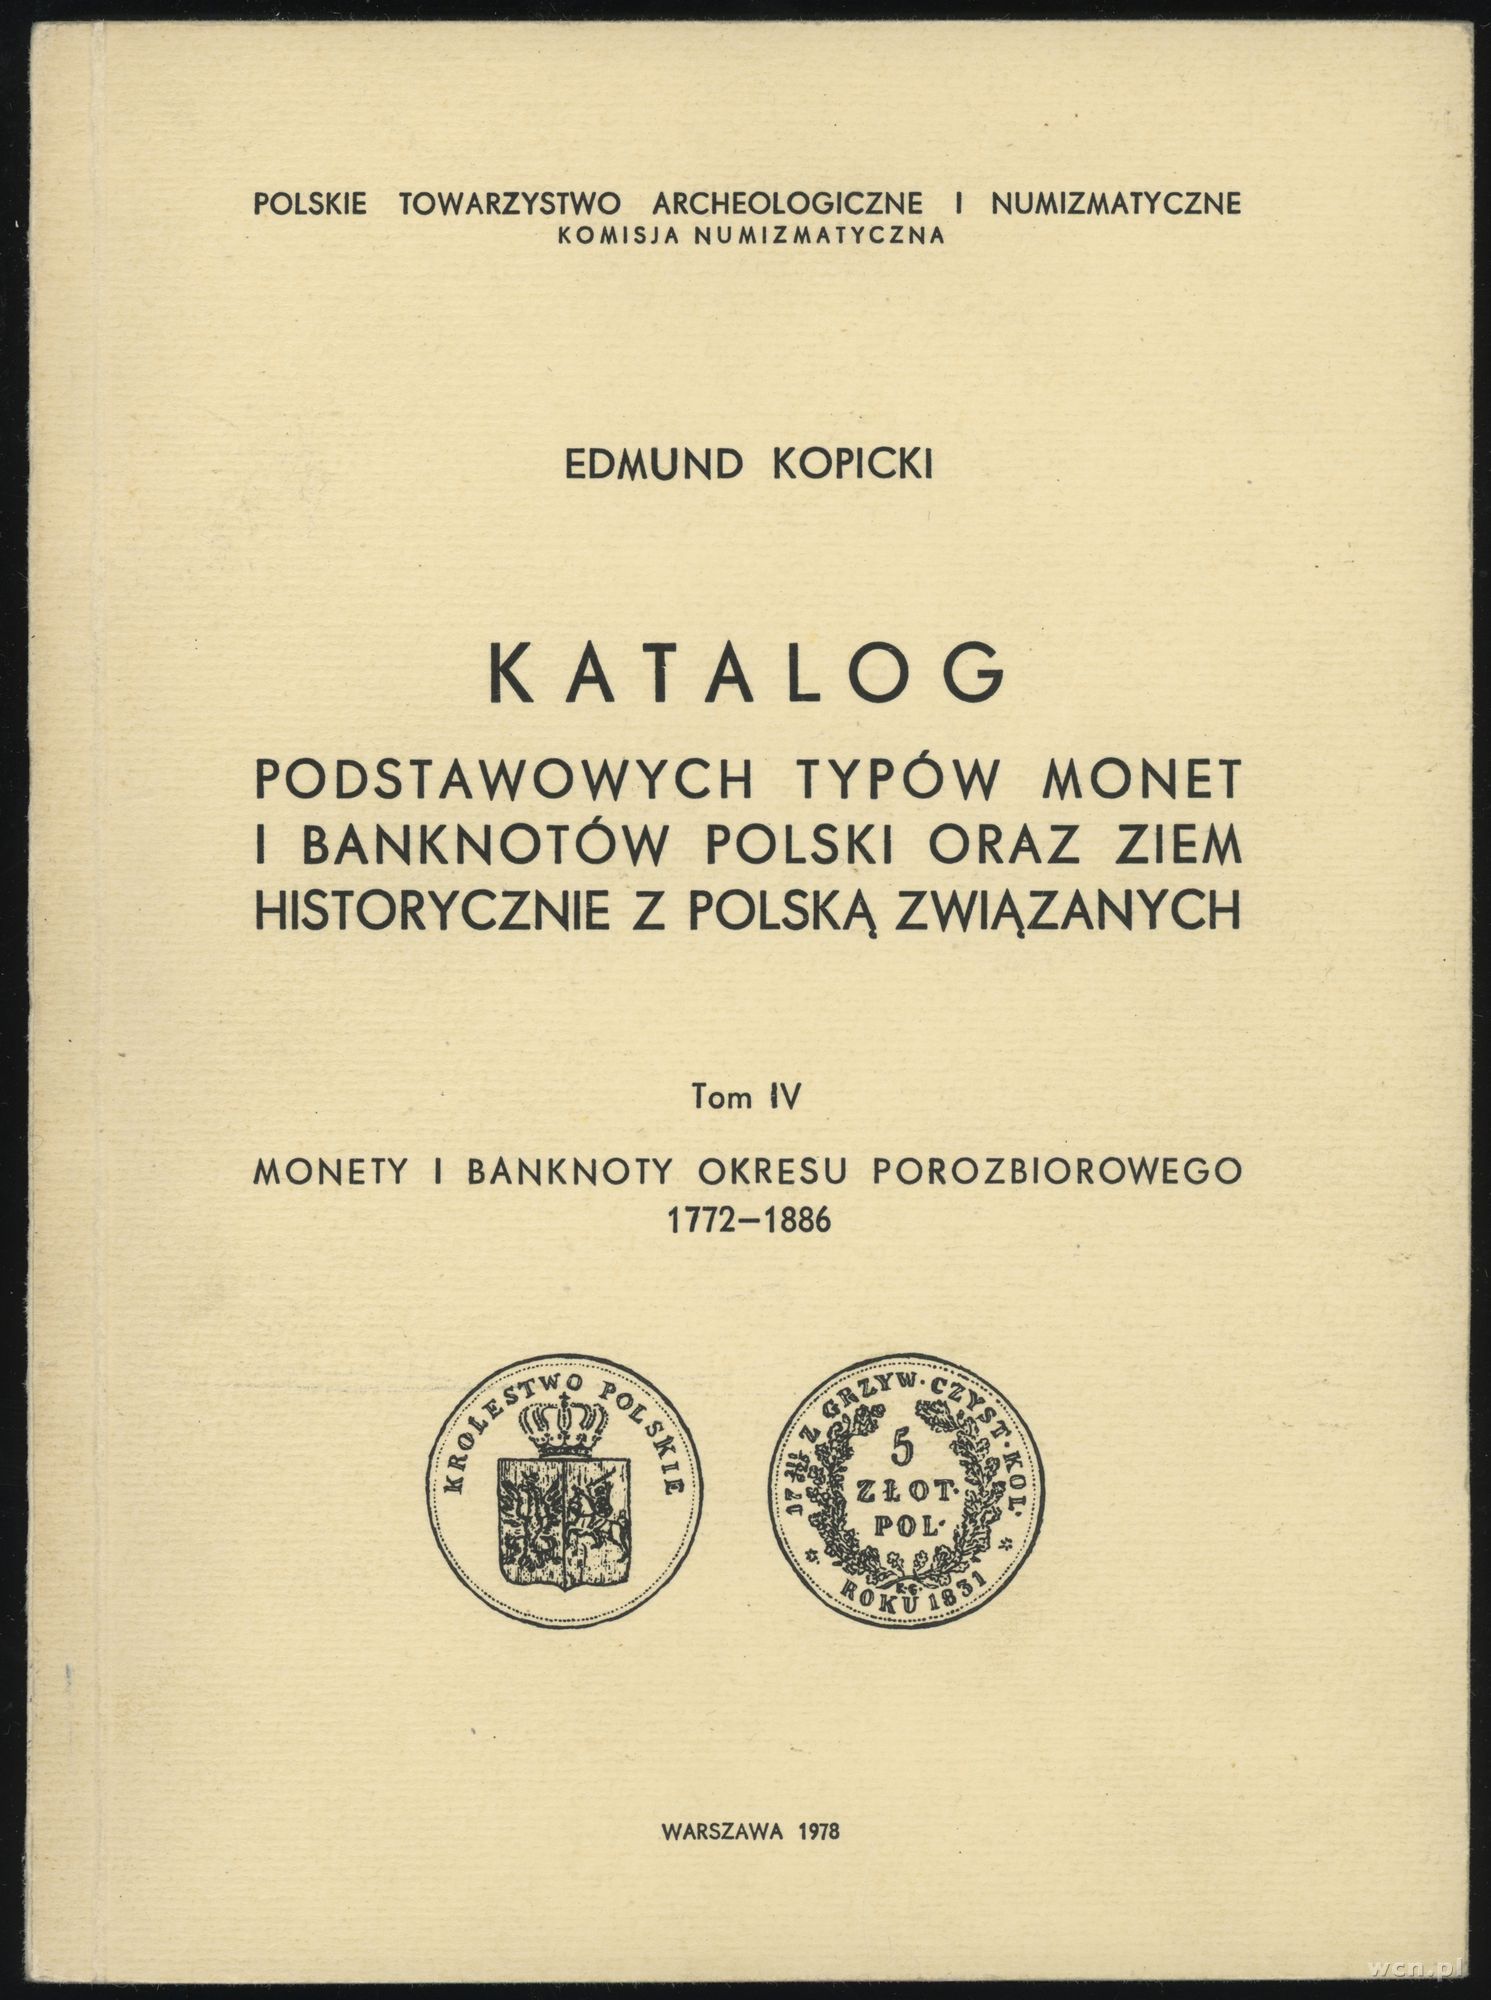 POLSKIE TOWARZYSTWO ARCHEOLOGICZNE I NUMIZMATYCZNE
KOMISJA NUMIZMATYCZNA
EDMUND KOPICKI
KATALOG
PODSTAWOWYCH TYPÓW MONET
I BANKNOTÓW POLSKI ORAZ ZIEM
HISTORYCZNIE Z POLSKĄ ZWIĄZANYCH
Tom IV
MONETY I BANKNOTY OKRESU POROZBIOROWEGO
1772–1886
KROLESTWO POLSKIE
Z GRZYW·CZYST·KOL·
5
ZŁOT·
POL·
ROKU 1831
WARSZAWA 1978
wcn.pl